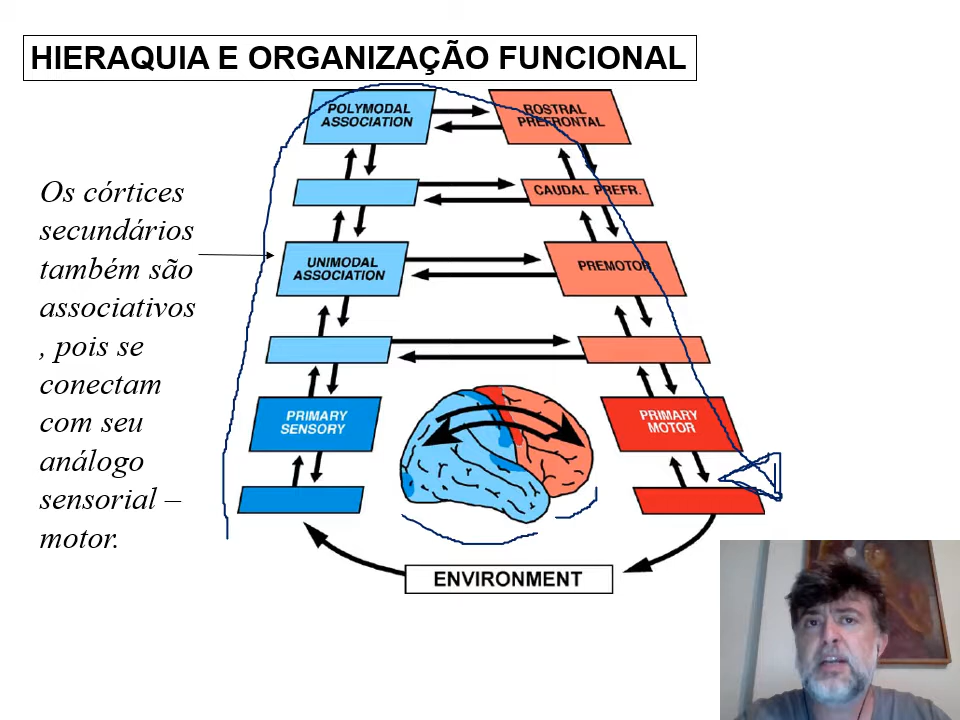 HIERAQUIA E ORGANIZAÇÃO FUNCIONAL
POLYMODAL
ASSOCIATION
ROSTRAL
PREFRONTAL
CAUDAL PREFR.
Os córtices
secundários
também são
associativos
, pois se
conectam
com seu
análogo
sensorial –
motor.
UNIMODAL
ASSOCIATION
PREMOTOR
PRIMARY
SENSORY
PRIMARY
MOTOR
ENVIRONMENT